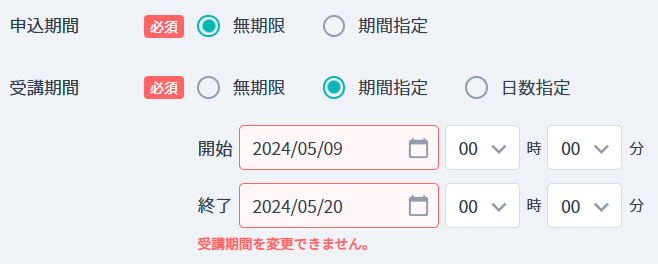 申込期間 必須 無期限 期間指定
受講期間 必須 無期限 期間指定 日数指定
開始 2024/05/09 00 時 00 分
終了 2024/05/20 00 時 00 分
受講期間を変更できません。